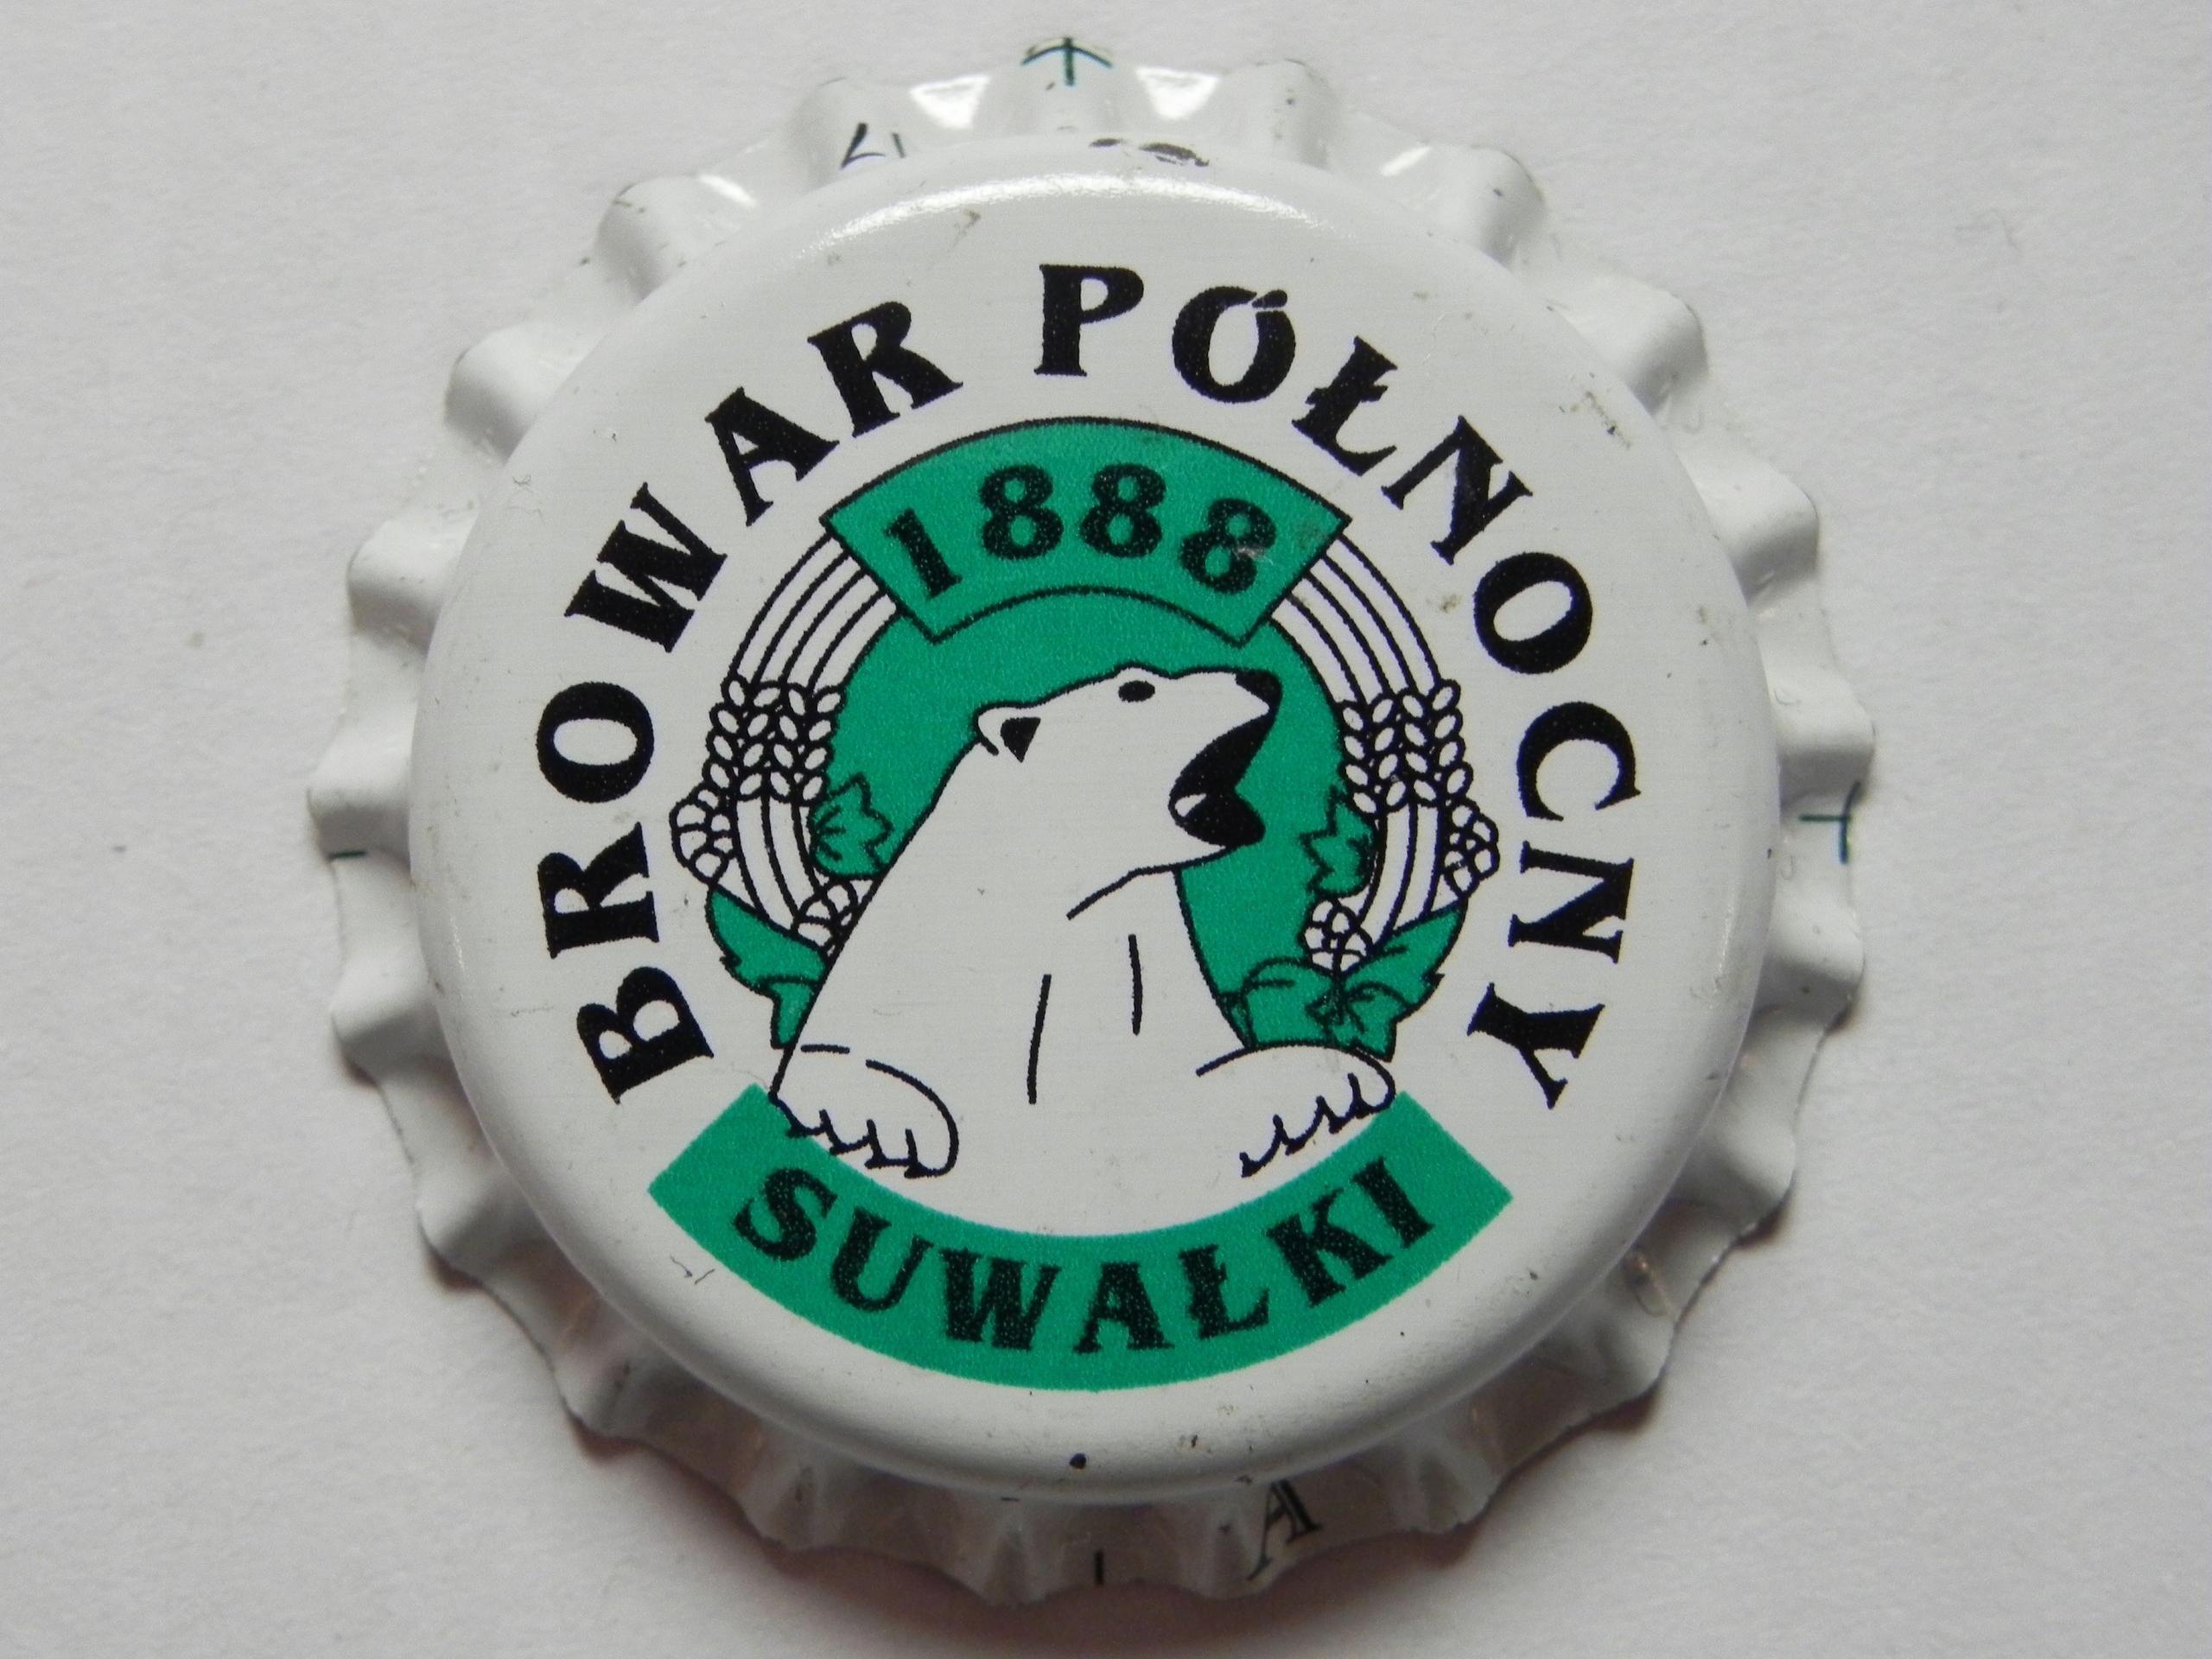 BROWAR PÓŁNOCNY
1888
SUWAŁKI
A